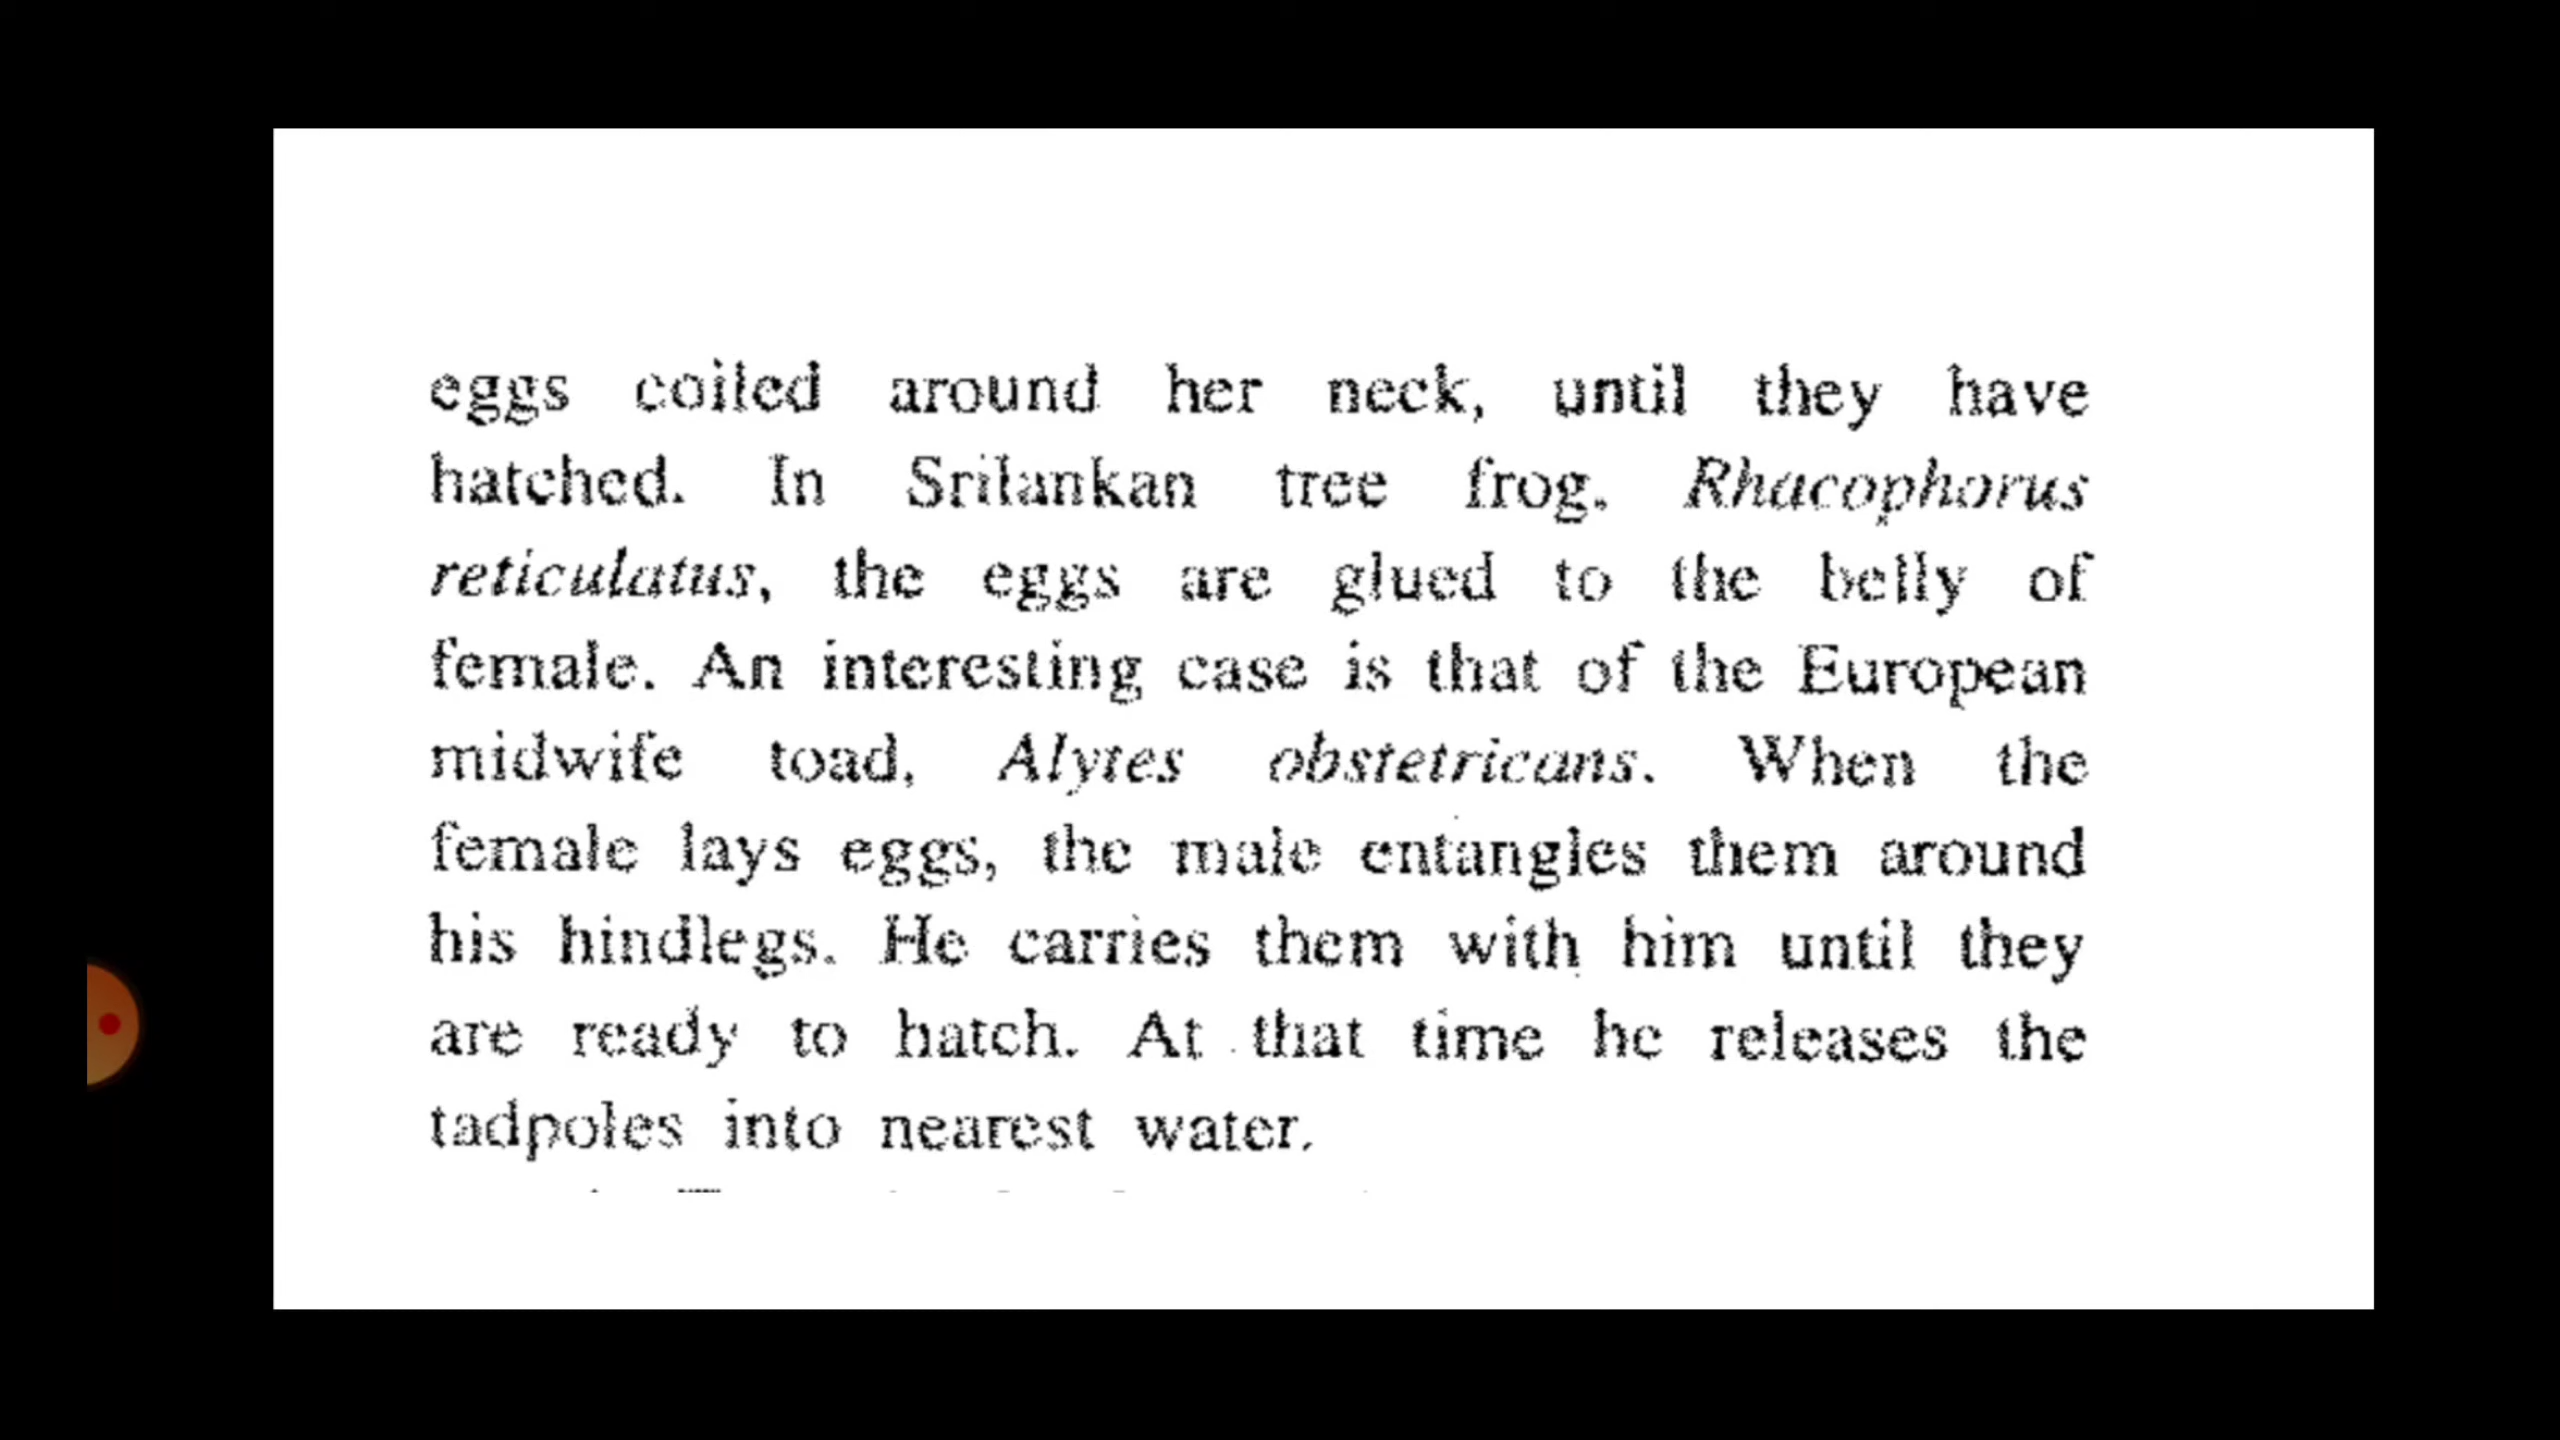 eggs coiled around her neck, until they have
hatched. In Srilankan tree frog, Rhacophorus
reticulatus, the eggs are glued to the belly of
female. An interesting case is that of the European
midwife toad, Alytes obstetricans. When the
female lays eggs, the male entangles them around
his hindlegs. He carries them with him until they
are ready to hatch. At that time he releases the
tadpoles into nearest water.